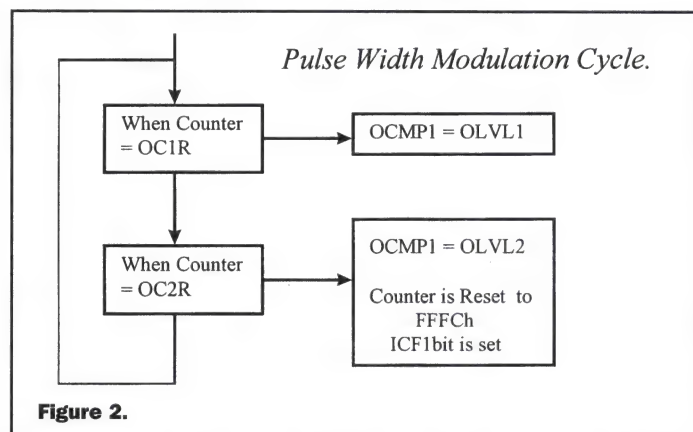 Pulse Width Modulation Cycle.
When Counter
= OC1R
OCMP1 = OLVL1
When Counter
= OC2R
OCMP1 = OLVL2
Counter is Reset to
FFFCh
ICF1bit is set
Figure 2.